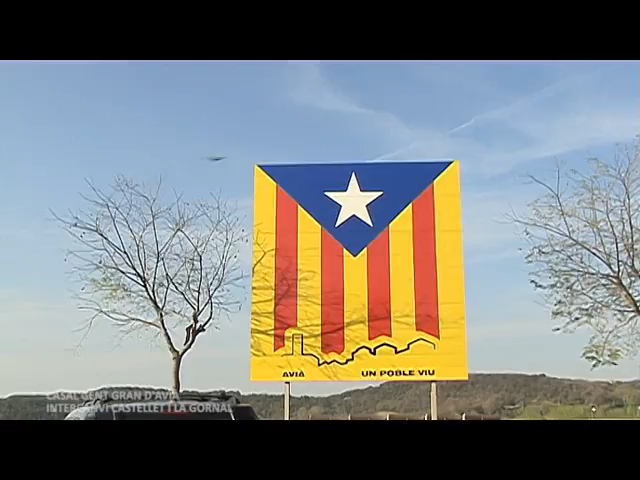 AVIÀ
UN POBLE VIU
CASAL GENT GRAN D'AVIÀ
INTERCANVI CASTELLET I LA GORNAL